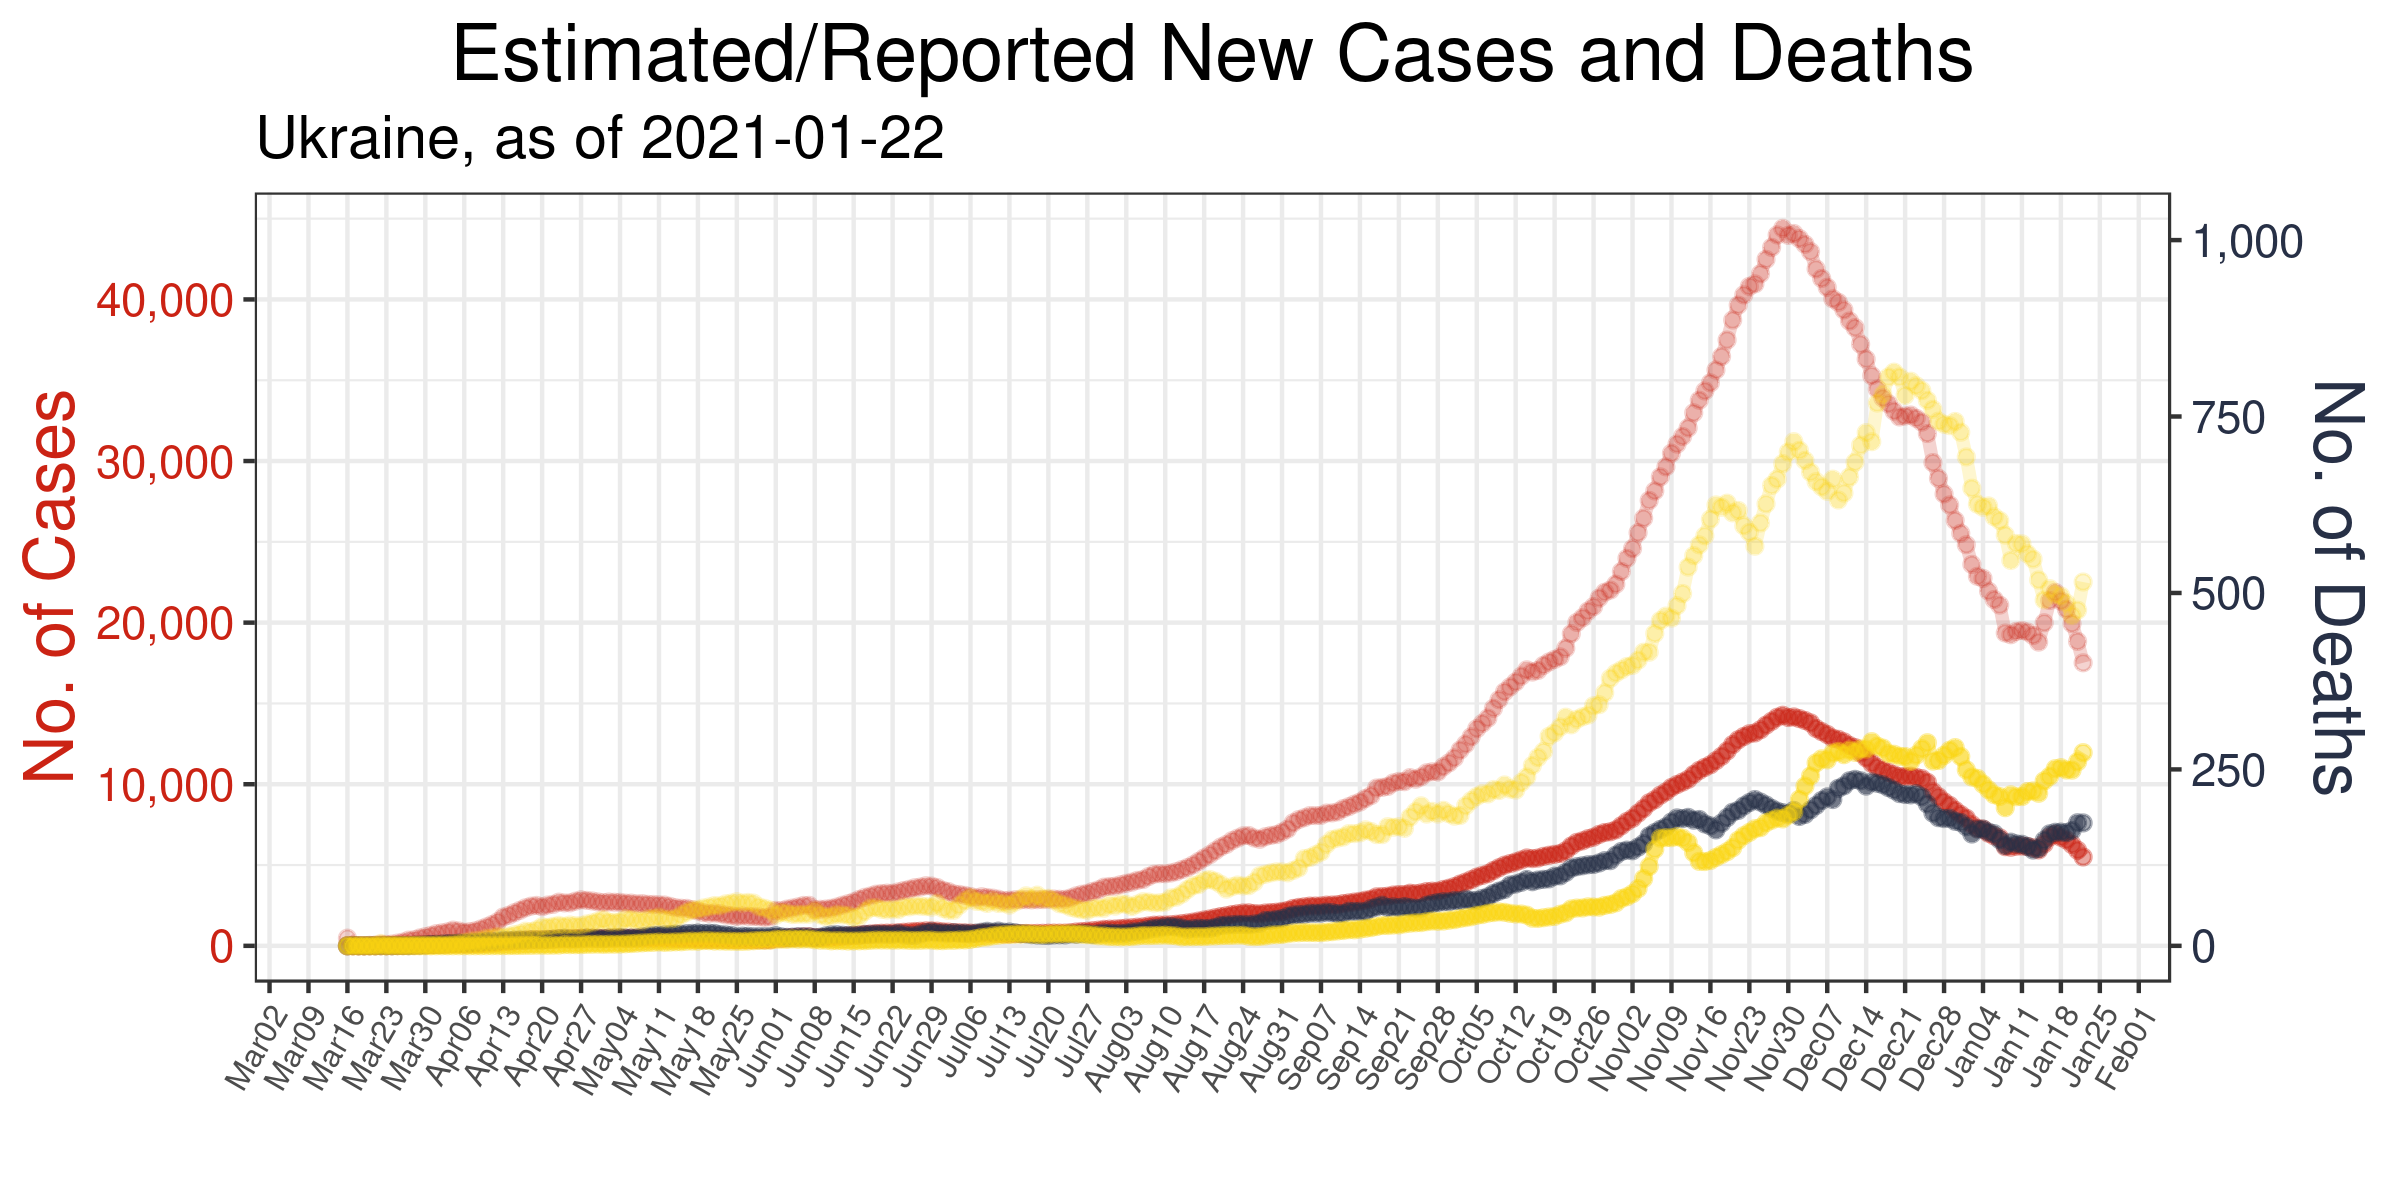 Estimated/Reported New Cases and Deaths
Ukraine, as of 2021-01-22
No. of Cases
40,000
30,000
20,000
10,000
0
1,000
750
500
250
0
No. of Deaths
Mar02
Mar09
Mar16
Mar23
Mar30
Apr06
Apr13
Apr20
Apr27
May04
May11
May18
May25
Jun01
Jun08
Jun15
Jun22
Jun29
Jul06
Jul13
Jul20
Jul27
Aug03
Aug10
Aug17
Aug24
Aug31
Sep07
Sep14
Sep21
Sep28
Oct05
Oct12
Oct19
Oct26
Nov02
Nov09
Nov16
Nov23
Nov30
Dec07
Dec14
Dec21
Dec28
Jan04
Jan11
Jan18
Jan25
Feb01